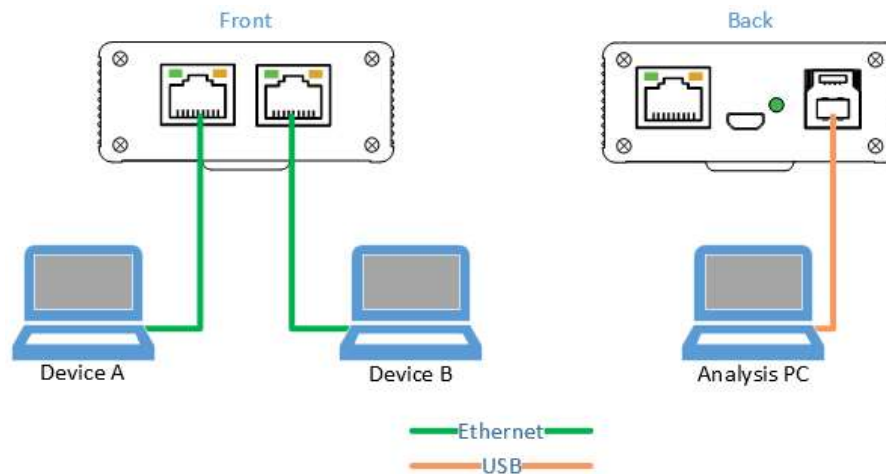 Front
Back
Device A
Device B
Analysis PC
Ethernet
USB